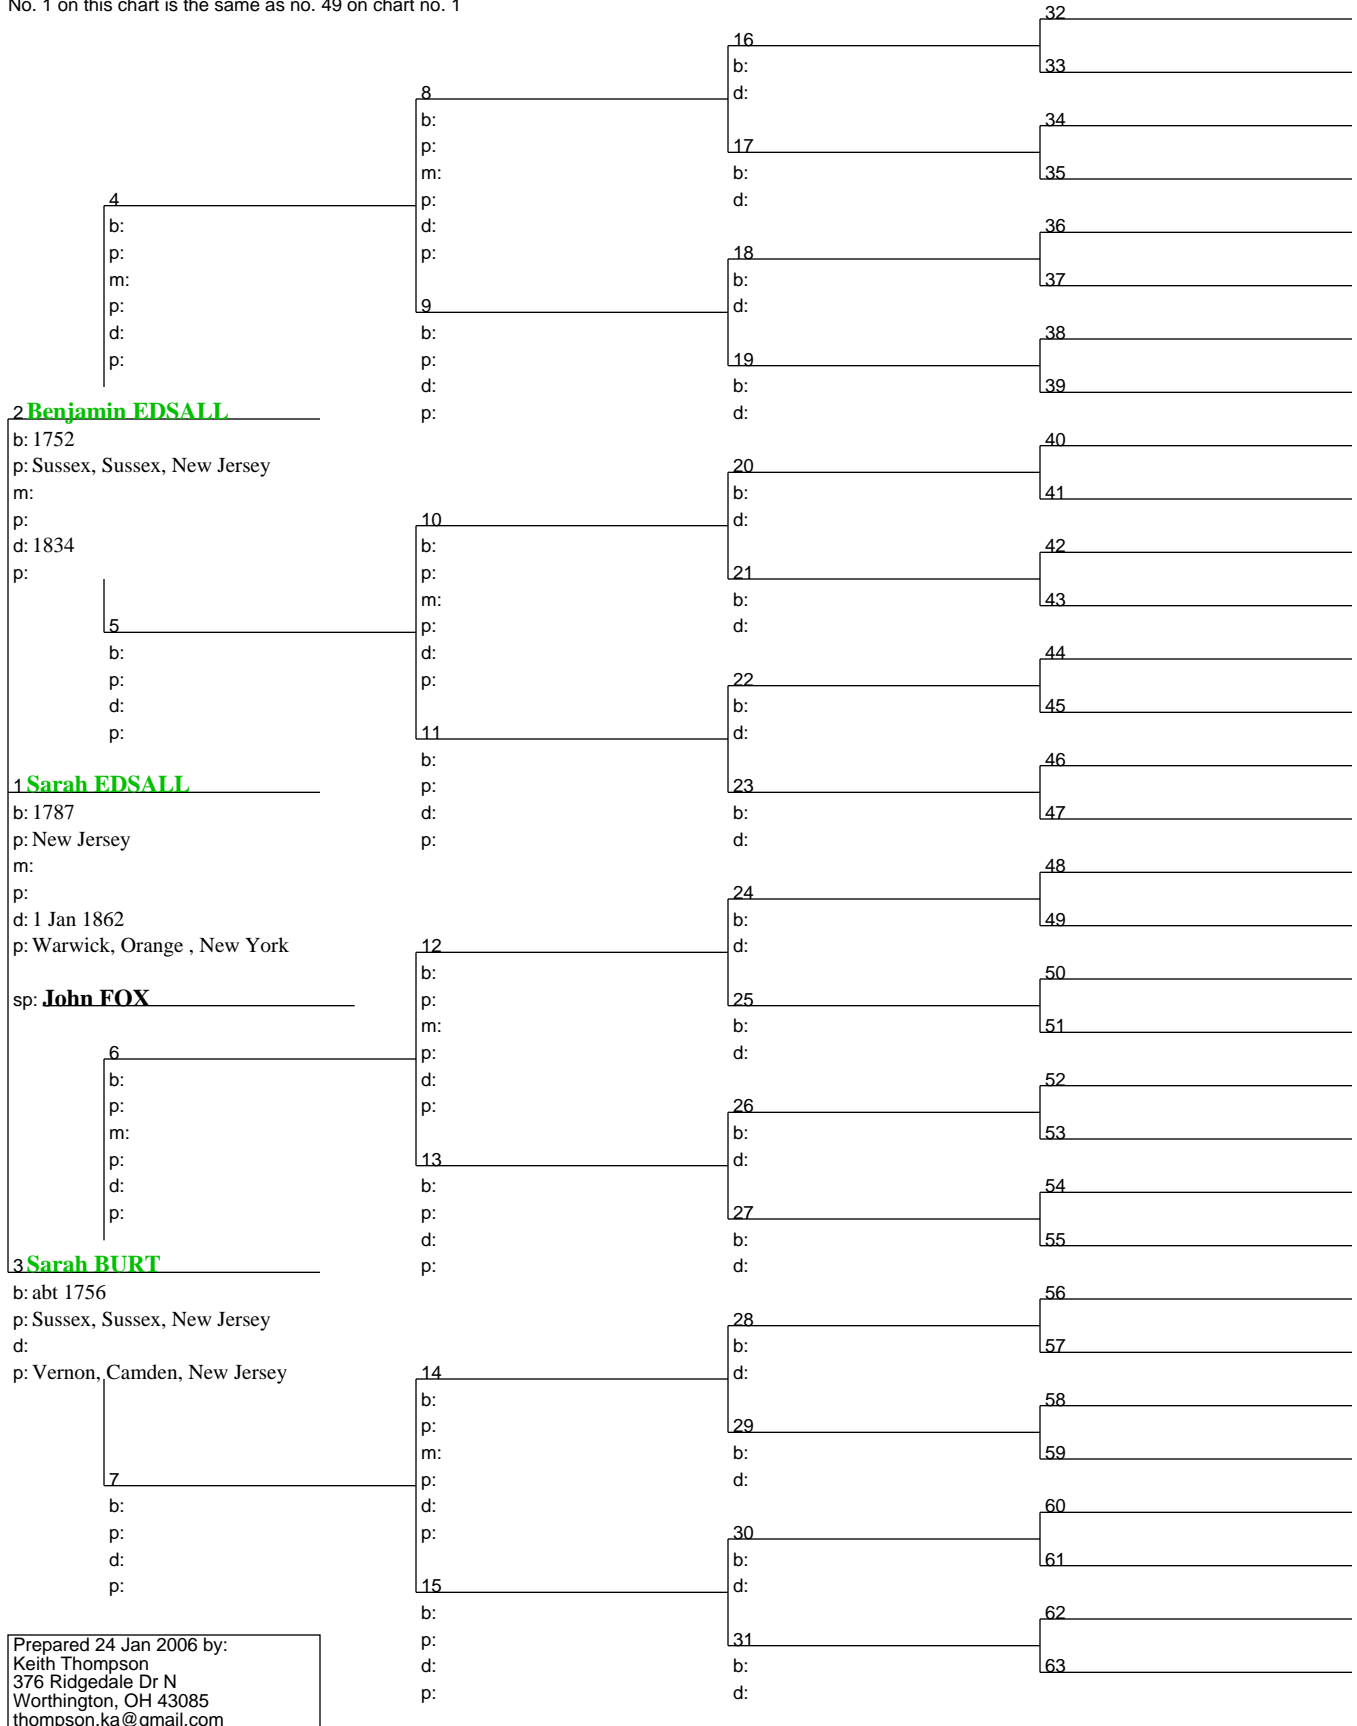 No. 1 on this chart is the same as no. 49 on chart no. 1
4
b:
p:
m:
p:
d:
p:
2 Benjamin EDSALL
b: 1752
p: Sussex, Sussex, New Jersey
m:
p:
d: 1834
p:
5
b:
p:
d:
p:
1 Sarah EDSALL
b: 1787
p: New Jersey
m:
p:
d: 1 Jan 1862
p: Warwick, Orange , New York
sp: John FOX
6
b:
p:
m:
p:
d:
p:
3 Sarah BURT
b: abt 1756
p: Sussex, Sussex, New Jersey
d:
p: Vernon, Camden, New Jersey
7
b:
p:
d:
p:
Prepared 24 Jan 2006 by:
Keith Thompson
376 Ridgedale Dr N
Worthington, OH 43085
thompson.ka@gmail.com
8
b:
p:
m:
p:
d:
p:
9
b:
p:
d:
p:
10
b:
p:
m:
p:
d:
p:
11
b:
p:
d:
p:
12
b:
p:
m:
p:
d:
p:
13
b:
p:
d:
p:
14
b:
p:
m:
p:
d:
p:
15
b:
p:
d:
p:
16
b:
d:
17
b:
d:
18
b:
d:
19
b:
d:
20
b:
d:
21
b:
d:
22
b:
d:
23
b:
d:
24
b:
d:
25
b:
d:
26
b:
d:
27
b:
d:
28
b:
d:
29
b:
d:
30
b:
d:
31
b:
d:
32
33
34
35
36
37
38
39
40
41
42
43
44
45
46
47
48
49
50
51
52
53
54
55
56
57
58
59
60
61
62
63